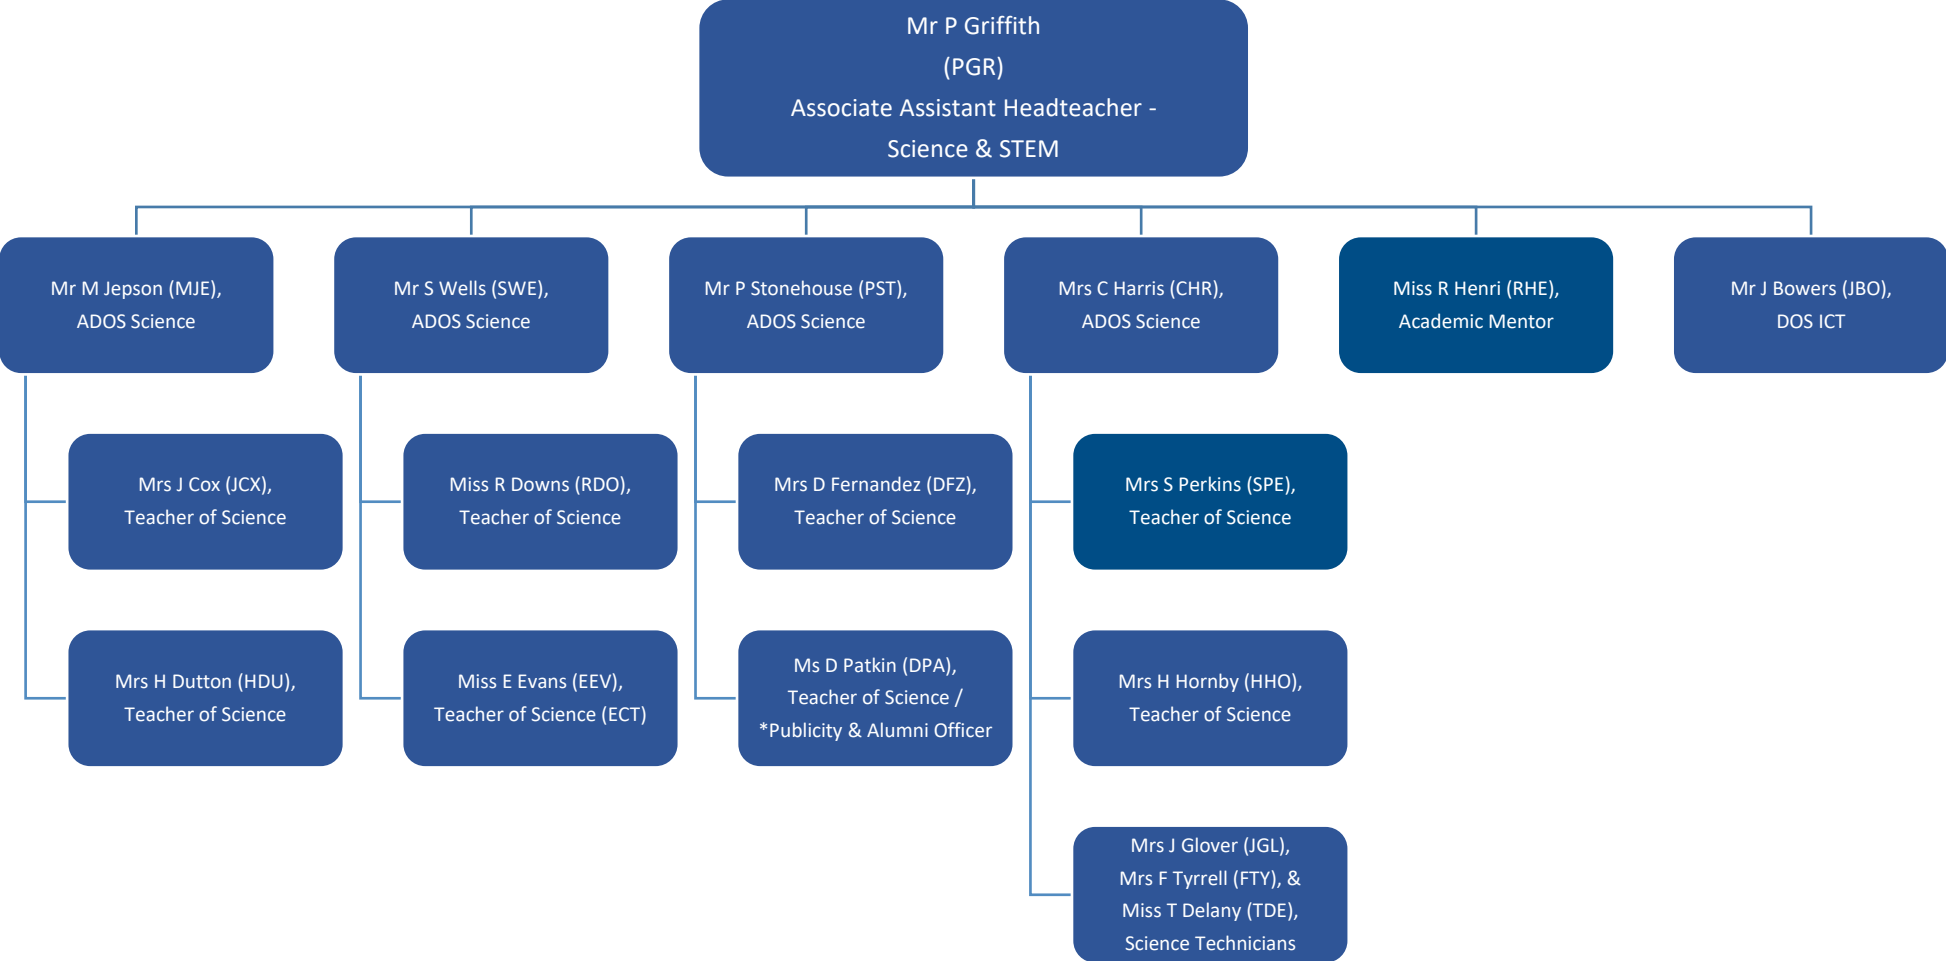 Mr P Griffith
(PGR)
Associate Assistant Headteacher -
Science & STEM
Mr M Jepson (MJE),
ADOS Science
Mr S Wells (SWE),
ADOS Science
Mr P Stonehouse (PST),
ADOS Science
Mrs C Harris (CHR),
ADOS Science
Miss R Henri (RHE),
Academic Mentor
Mr J Bowers (JBO),
DOS ICT
Mrs J Cox (JCX),
Teacher of Science
Miss R Downs (RDO),
Teacher of Science
Mrs D Fernandez (DFZ),
Teacher of Science
Mrs S Perkins (SPE),
Teacher of Science
Mrs H Dutton (HDU),
Teacher of Science
Miss E Evans (EEV),
Teacher of Science (ECT)
Ms D Patkin (DPA),
Teacher of Science /
*Publicity & Alumni Officer
Mrs H Hornby (HHO),
Teacher of Science
Mrs J Glover (JGL),
Mrs F Tyrrell (FTY), &
Miss T Delany (TDE),
Science Technicians